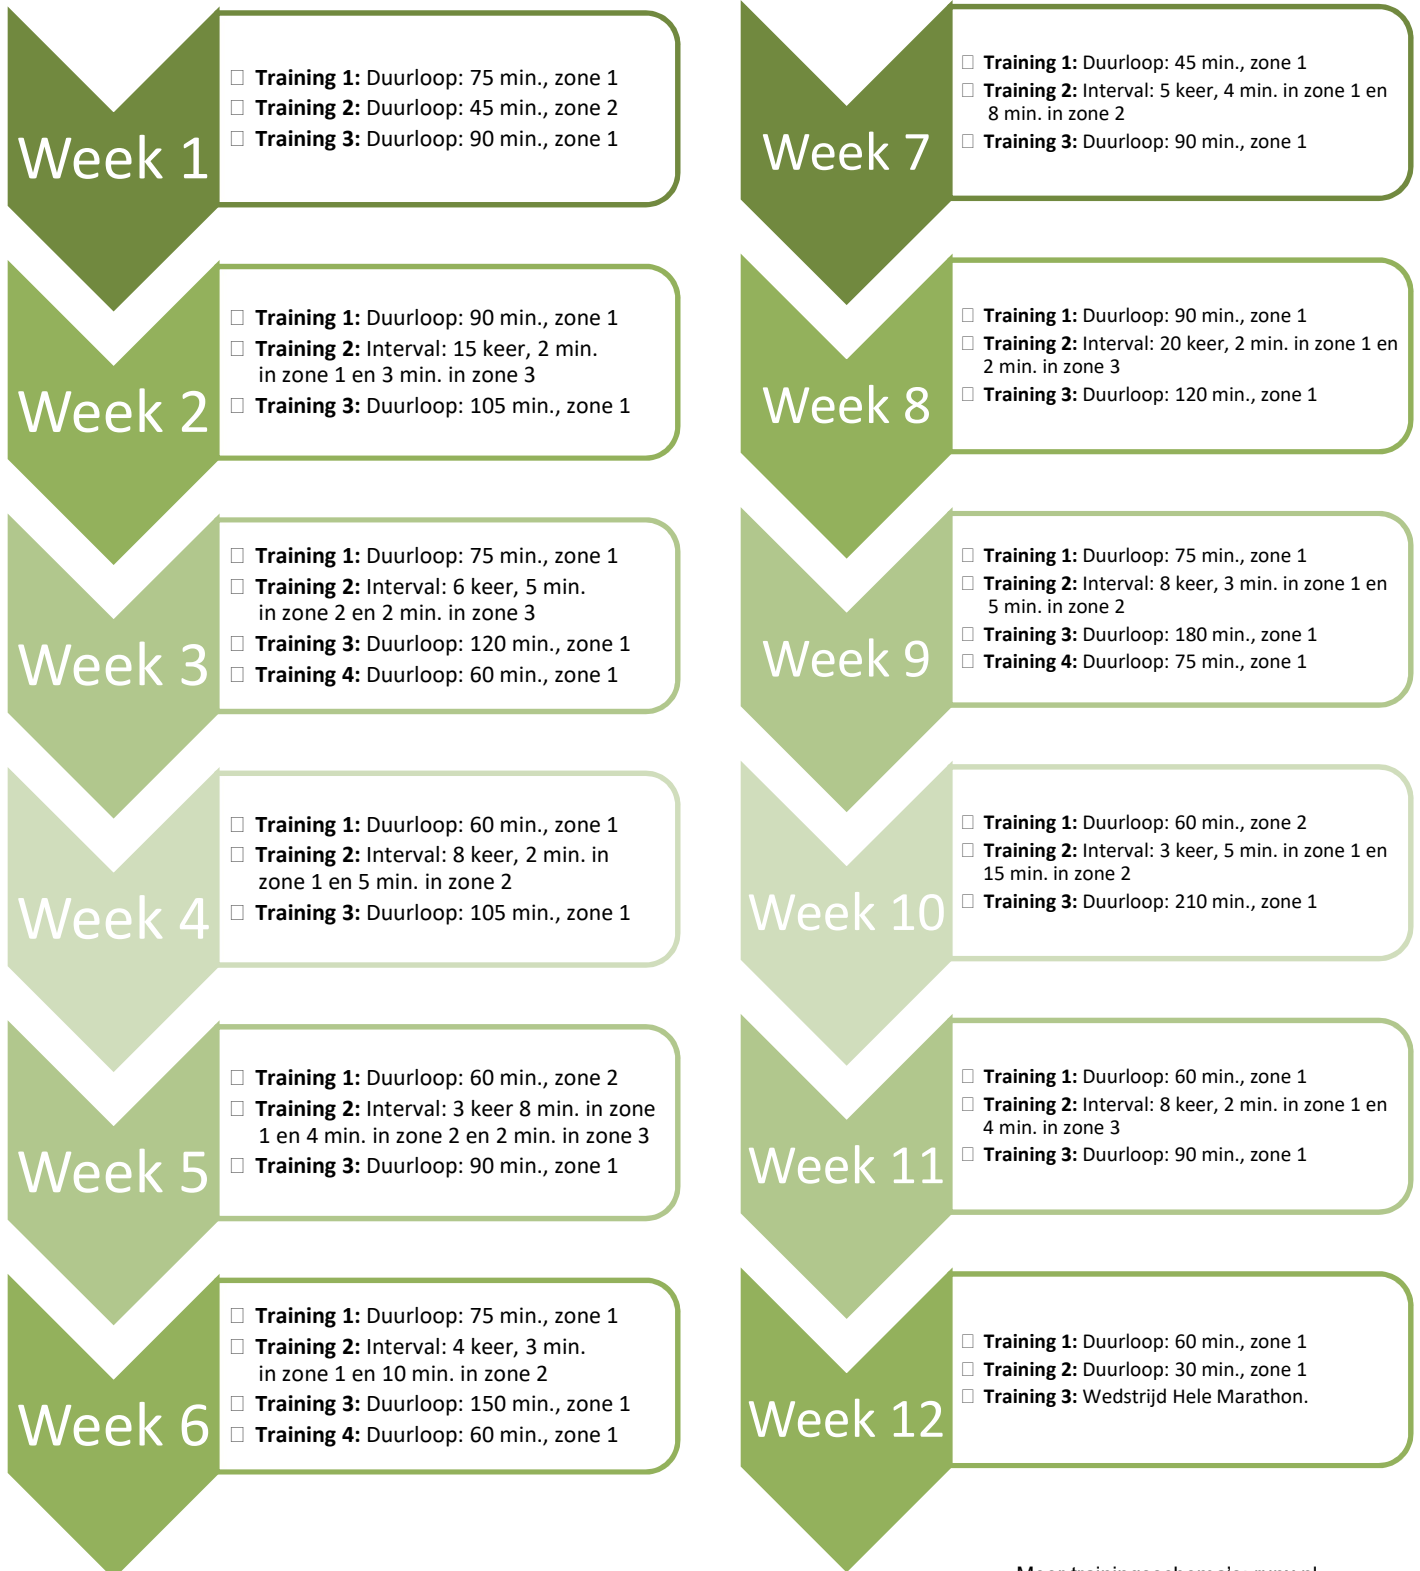 Week 1
Training 1: Duurloop: 75 min., zone 1
Training 2: Duurloop: 45 min., zone 2
Training 3: Duurloop: 90 min., zone 1
Week 2
Training 1: Duurloop: 90 min., zone 1
Training 2: Interval: 15 keer, 2 min.
in zone 1 en 3 min. in zone 3
Training 3: Duurloop: 105 min., zone 1
Week 3
Training 1: Duurloop: 75 min., zone 1
Training 2: Interval: 6 keer, 5 min.
in zone 2 en 2 min. in zone 3
Training 3: Duurloop: 120 min., zone 1
Training 4: Duurloop: 60 min., zone 1
Week 4
Training 1: Duurloop: 60 min., zone 1
Training 2: Interval: 8 keer, 2 min. in
zone 1 en 5 min. in zone 2
Training 3: Duurloop: 105 min., zone 1
Week 5
Training 1: Duurloop: 60 min., zone 2
Training 2: Interval: 3 keer 8 min. in zone
1 en 4 min. in zone 2 en 2 min. in zone 3
Training 3: Duurloop: 90 min., zone 1
Week 6
Training 1: Duurloop: 75 min., zone 1
Training 2: Interval: 4 keer, 3 min.
in zone 1 en 10 min. in zone 2
Training 3: Duurloop: 150 min., zone 1
Training 4: Duurloop: 60 min., zone 1
Week 7
Training 1: Duurloop: 45 min., zone 1
Training 2: Interval: 5 keer, 4 min. in zone 1 en
8 min. in zone 2
Training 3: Duurloop: 90 min., zone 1
Week 8
Training 1: Duurloop: 90 min., zone 1
Training 2: Interval: 20 keer, 2 min. in zone 1 en
2 min. in zone 3
Training 3: Duurloop: 120 min., zone 1
Week 9
Training 1: Duurloop: 75 min., zone 1
Training 2: Interval: 8 keer, 3 min. in zone 1 en
5 min. in zone 2
Training 3: Duurloop: 180 min., zone 1
Training 4: Duurloop: 75 min., zone 1
Week 10
Training 1: Duurloop: 60 min., zone 2
Training 2: Interval: 3 keer, 5 min. in zone 1 en
15 min. in zone 2
Training 3: Duurloop: 210 min., zone 1
Week 11
Training 1: Duurloop: 60 min., zone 1
Training 2: Interval: 8 keer, 2 min. in zone 1 en
4 min. in zone 3
Training 3: Duurloop: 90 min., zone 1
Week 12
Training 1: Duurloop: 60 min., zone 1
Training 2: Duurloop: 30 min., zone 1
Training 3: Wedstrijd Hele Marathon.